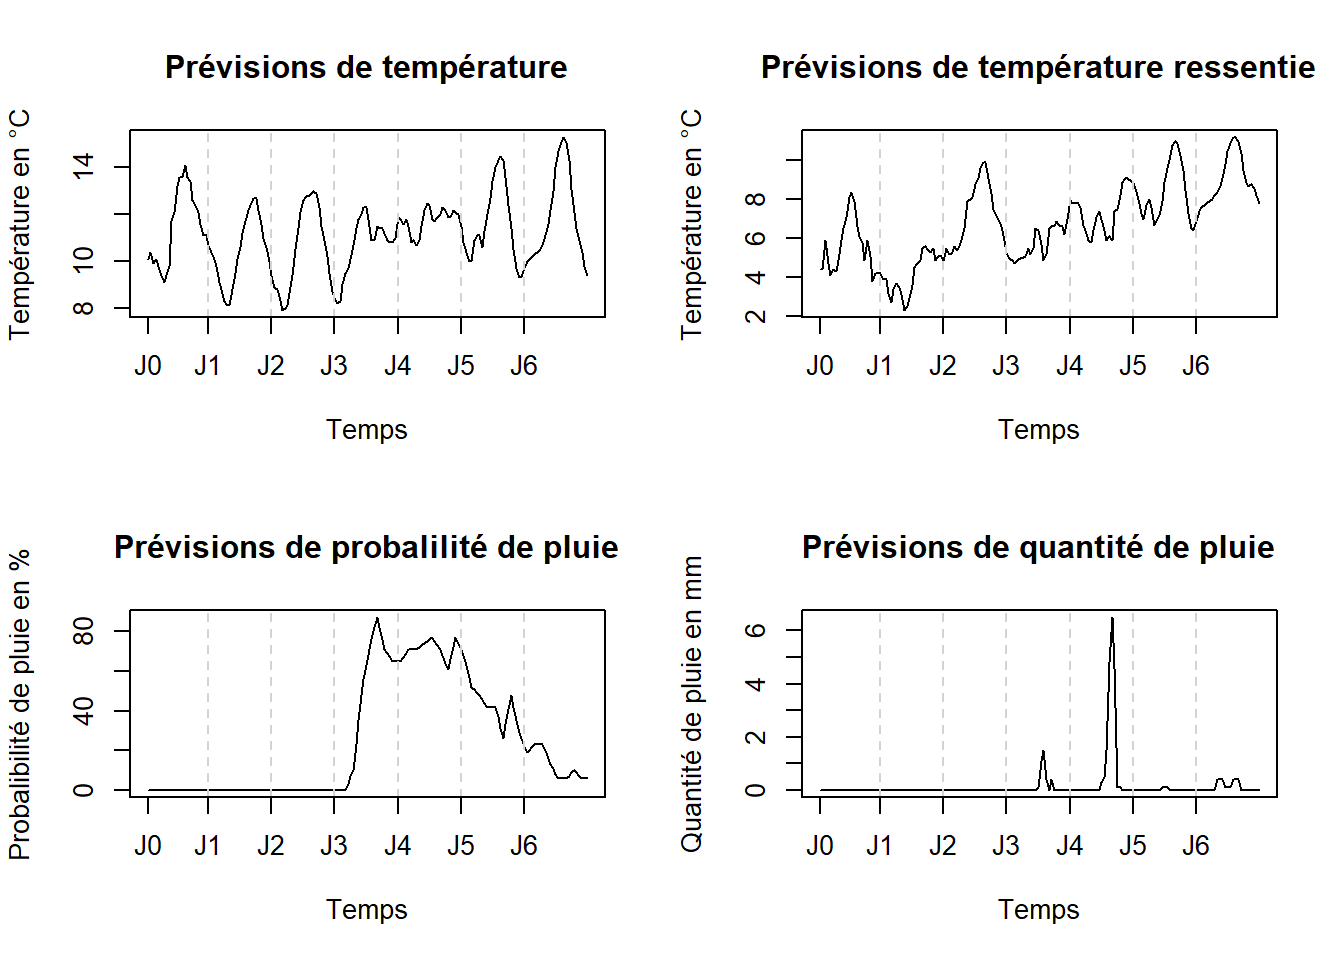 Prévisions de température
Température en °C
14
10
8
J0 J1 J2 J3 J4 J5 J6
Temps
Prévisions de température ressentie
Température en °C
8
6
4
2
J0 J1 J2 J3 J4 J5 J6
Temps
Prévisions de probalilité de pluie
Probalibilité de pluie en %
80
40
0
J0 J1 J2 J3 J4 J5 J6
Temps
Prévisions de quantité de pluie
Quantité de pluie en mm
6
4
2
0
J0 J1 J2 J3 J4 J5 J6
Temps